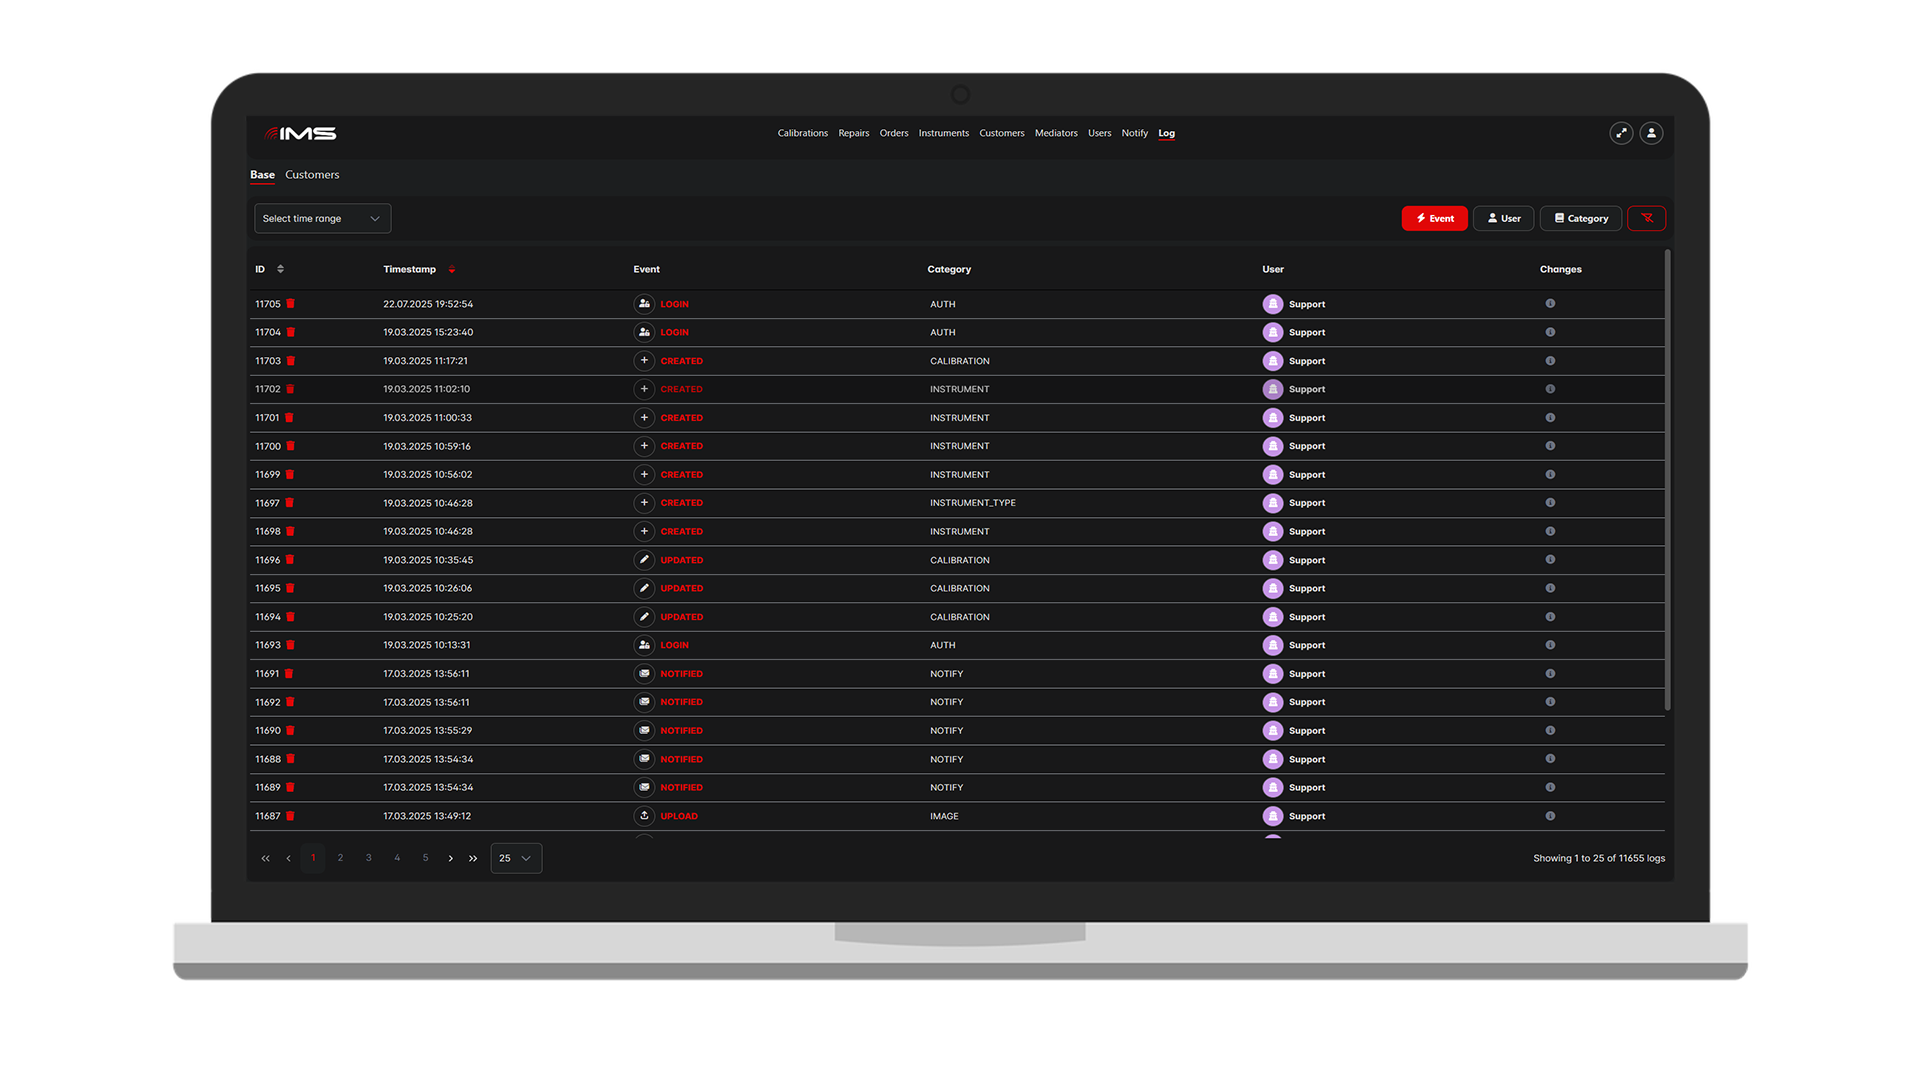 IMS
Calibrations Repairs Orders Instruments Customers Mediators Users Notify Log
Base Customers
Select time range Event User Category
ID Timestamp Event Category User Changes
11705 22.07.2025 19:52:54 LOGIN AUTH Support
11704 19.03.2025 15:23:40 LOGIN AUTH Support
11703 19.03.2025 11:17:21 CREATED CALIBRATION Support
11702 19.03.2025 11:02:10 CREATED INSTRUMENT Support
11701 19.03.2025 11:00:33 CREATED INSTRUMENT Support
11700 19.03.2025 10:59:16 CREATED INSTRUMENT Support
11699 19.03.2025 10:56:02 CREATED INSTRUMENT Support
11697 19.03.2025 10:46:28 CREATED INSTRUMENT_TYPE Support
11698 19.03.2025 10:46:28 CREATED INSTRUMENT Support
11696 19.03.2025 10:35:45 UPDATED CALIBRATION Support
11695 19.03.2025 10:26:06 UPDATED CALIBRATION Support
11694 19.03.2025 10:25:20 UPDATED CALIBRATION Support
11693 19.03.2025 10:13:31 LOGIN AUTH Support
11691 17.03.2025 13:56:11 NOTIFIED NOTIFY Support
11692 17.03.2025 13:56:11 NOTIFIED NOTIFY Support
11690 17.03.2025 13:55:29 NOTIFIED NOTIFY Support
11688 17.03.2025 13:54:34 NOTIFIED NOTIFY Support
11689 17.03.2025 13:54:34 NOTIFIED NOTIFY Support
11687 17.03.2025 13:49:12 UPLOAD IMAGE Support
« ‹ 1 2 3 4 5 › » 25 Showing 1 to 25 of 11655 logs